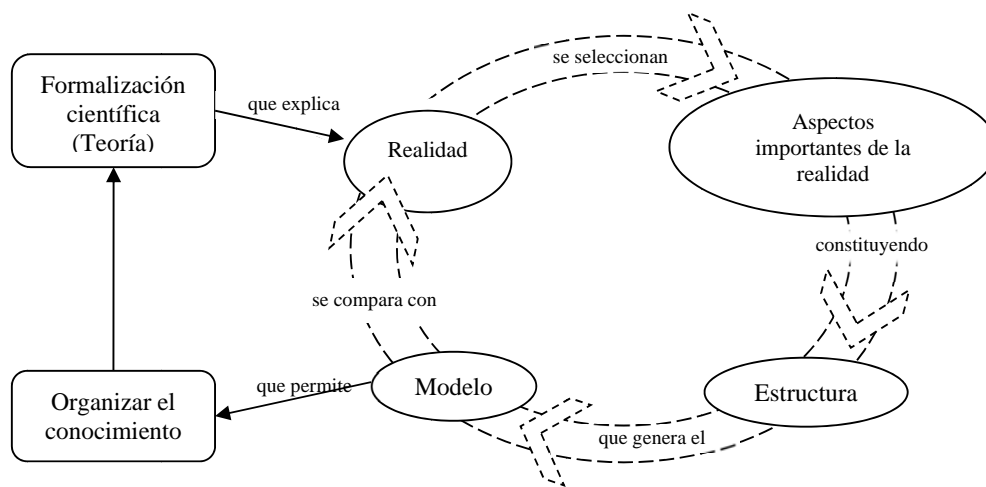 se seleccionan
Formalización
científica
(Teoría)
que explica
Realidad
Aspectos
importantes de la
realidad
constituyendo
se compara con
Organizar el
conocimiento
que permite
Modelo
Estructura
que genera el